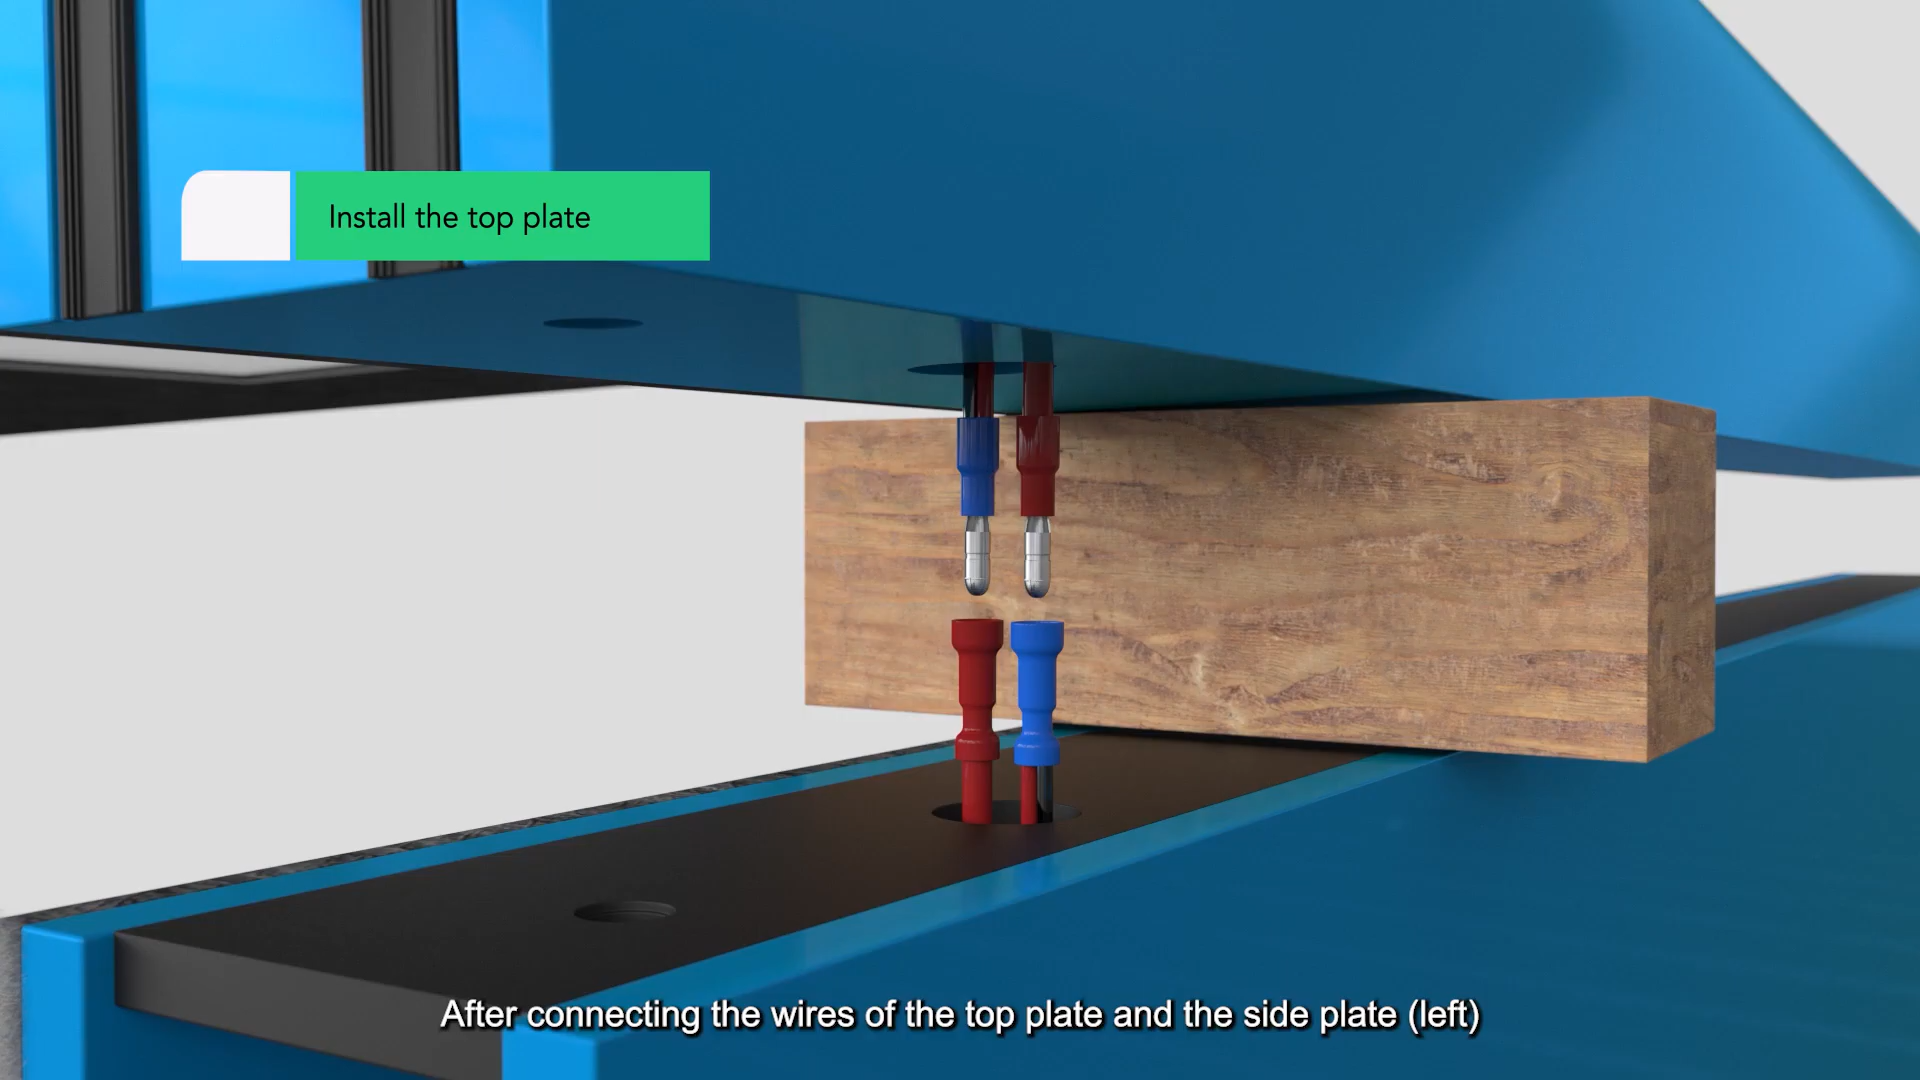 Install the top plate
After connecting the wires of the top plate and the side plate (left)